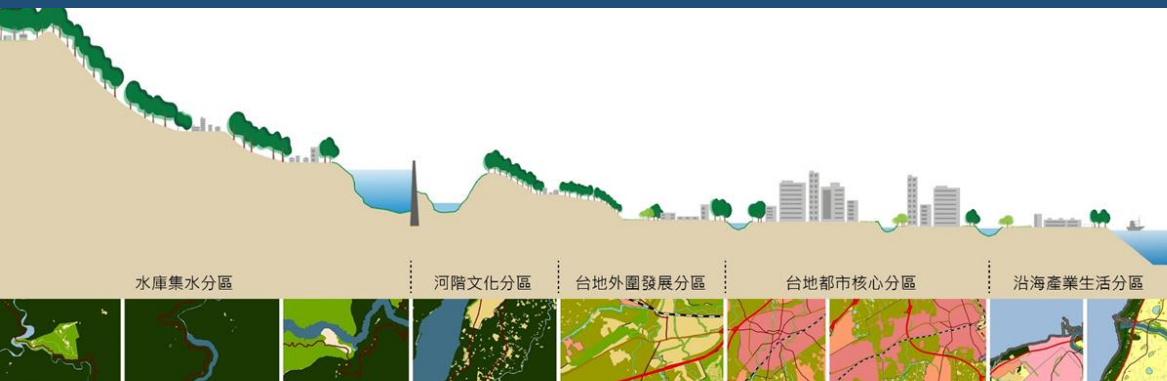 水庫集水分區
河階文化分區
台地外圍發展分區
台地都市核心分區
沿海產業生活分區